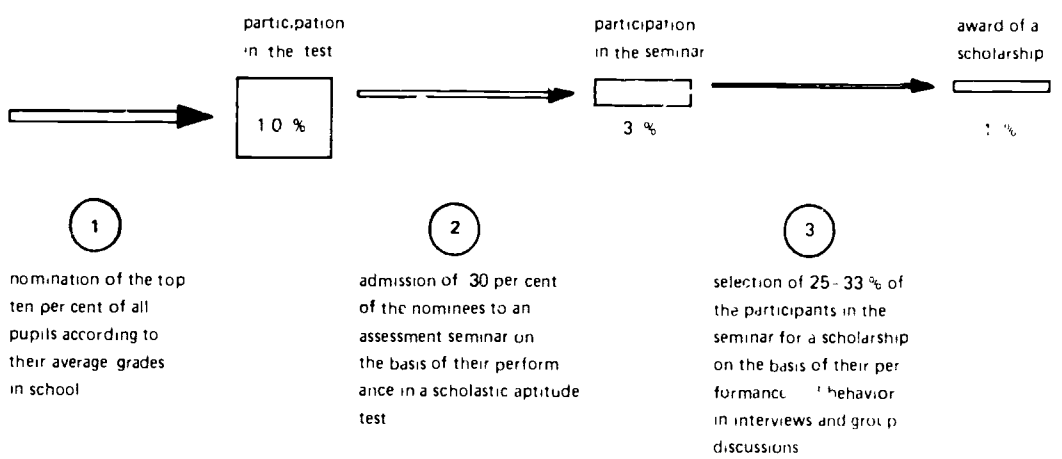 participation
in the test
10 %
participation
in the seminar
3 %
award of a
scholarship
%
1
nomination of the top
ten per cent of all
pupils according to
their average grades
in school
2
admission of 30 per cent
of the nominees to an
assessment seminar on
the basis of their perform
ance in a scholastic aptitude
test
3
selection of 25-33 % of
the participants in the
seminar for a scholarship
on the basis of their per
formance behavior
in interviews and group
discussions